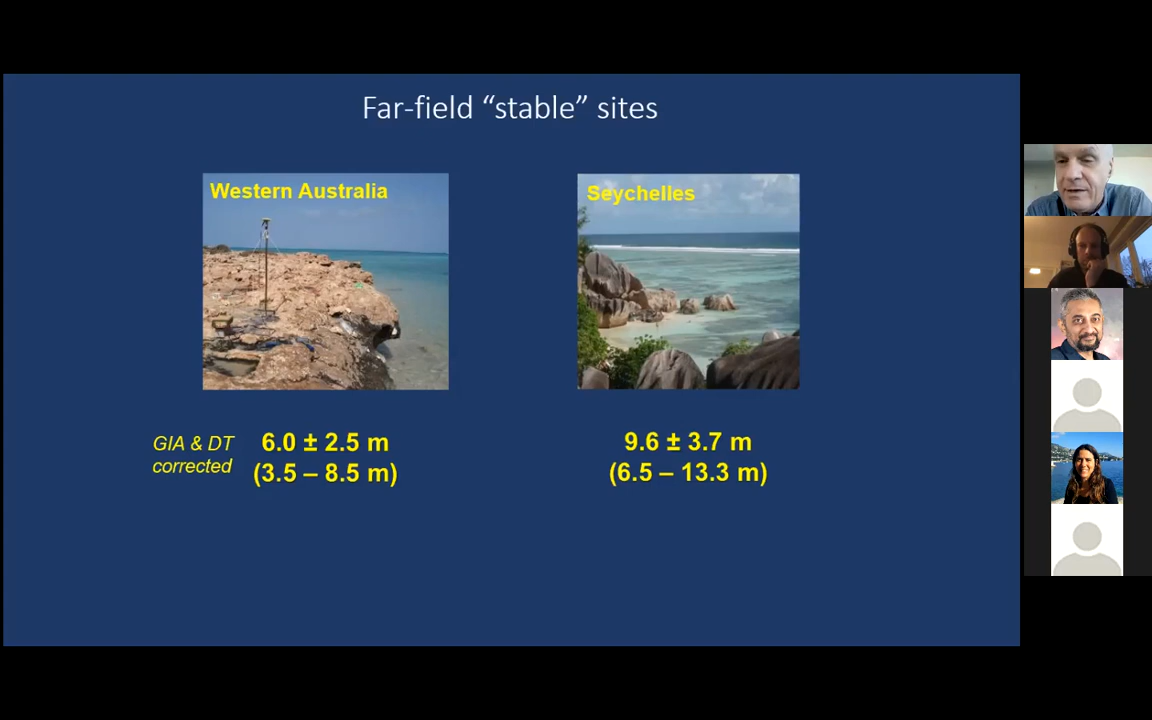 Far-field “stable” sites
Western Australia
Seychelles
GIA & DT
corrected
6.0 ± 2.5 m
(3.5 – 8.5 m)
9.6 ± 3.7 m
(6.5 – 13.3 m)